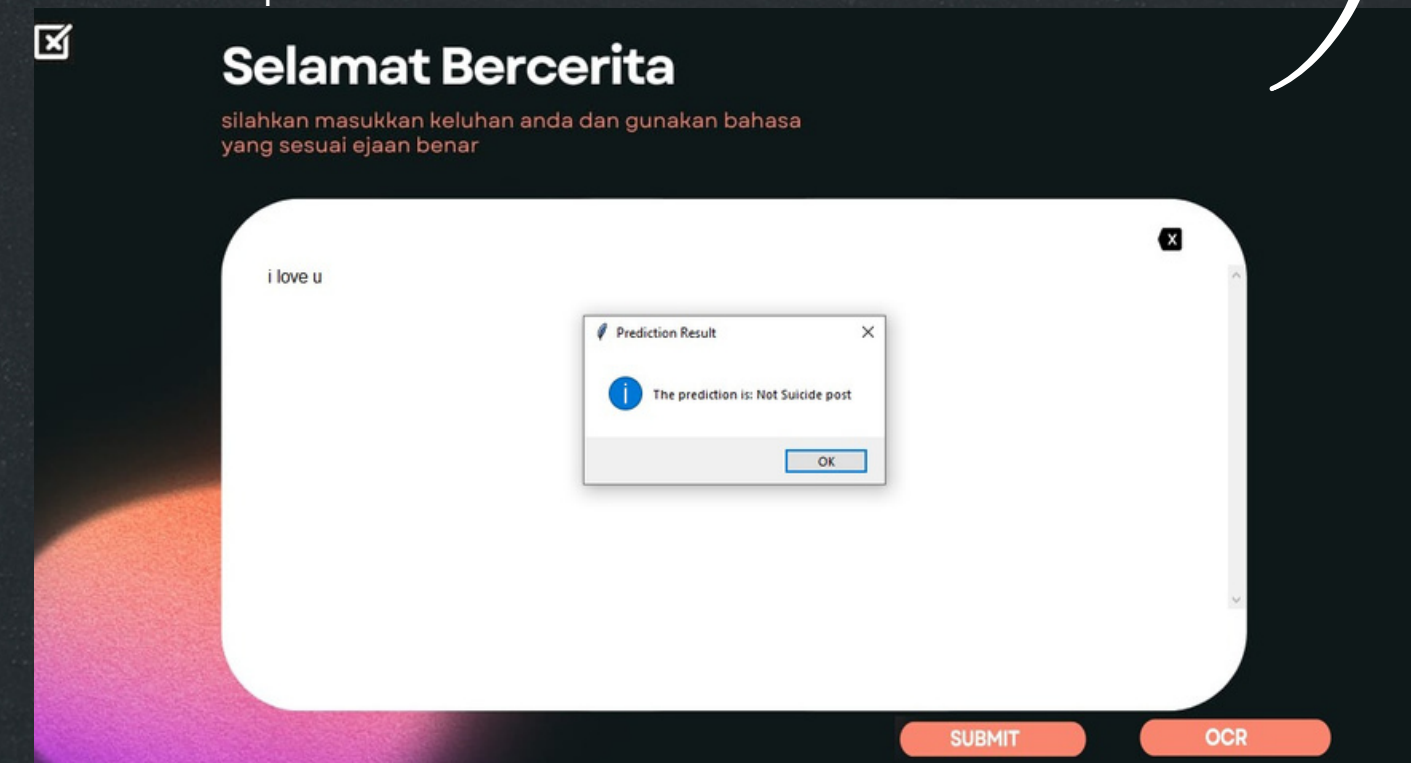 Selamat Bercerita
silahkan masukkan keluhan anda dan gunakan bahasa
yang sesuai ejaan benar
X
i love u
Prediction Result
The prediction is: Not Suicide post
OK
SUBMIT
OCR